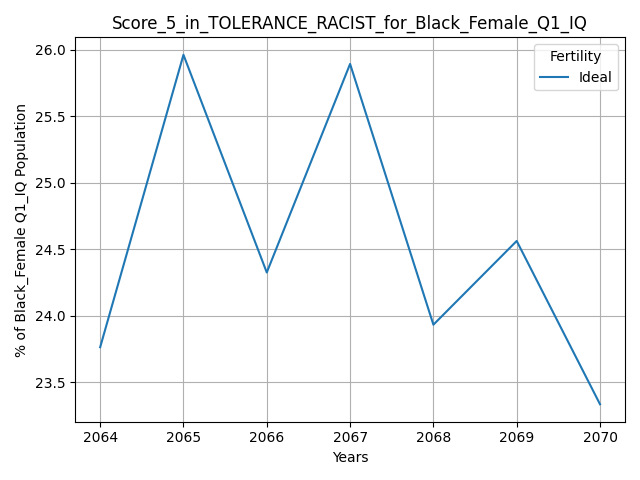 Score_5_in_TOLERANCE_RACIST_for_Black_Female_Q1_IQ
Fertility
Ideal
% of Black_Female Q1_IQ Population
26.0
25.5
25.0
24.5
24.0
23.5
2064 2065 2066 2067 2068 2069 2070
Years